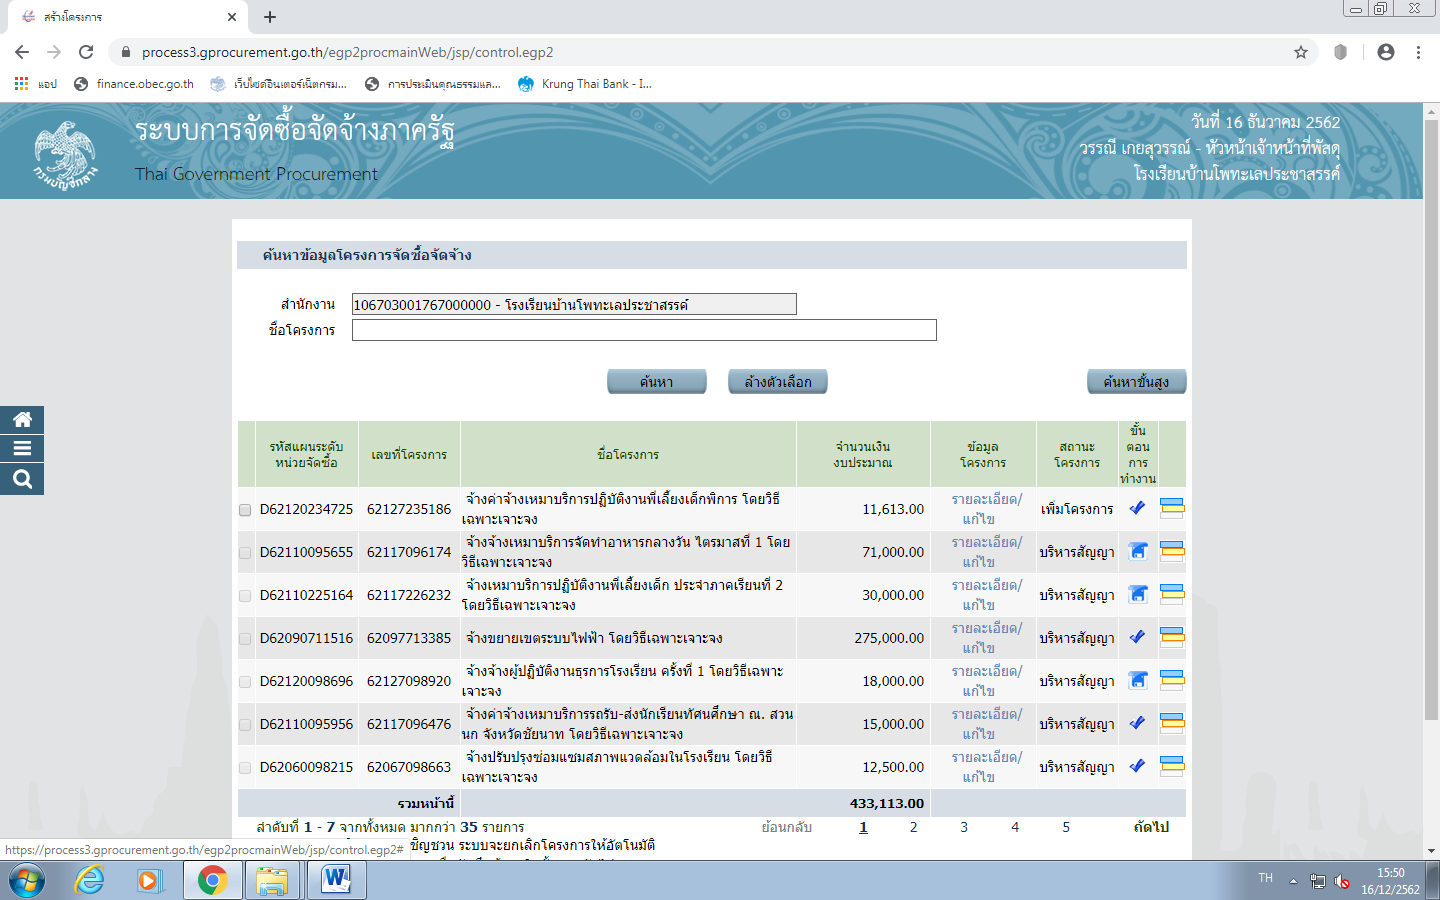 สร้างโครงการ
process3.gprocurement.go.th/egp2procmainWeb/jsp/control.egp2
แอป finance.obec.go.th เว็บไซต์อินเตอร์เน็ตกรม... การประเมินคุณธรรมแล... Krung Thai Bank - I...
ระบบการจัดซื้อจัดจ้างภาครัฐ
Thai Government Procurement
กรมบัญชีกลาง
วันที่ 16 ธันวาคม 2562
วรรณี เกยสุวรรณ์ - หัวหน้าเจ้าหน้าที่พัสดุ
โรงเรียนบ้านโพทะเลประชาสรรค์
ค้นหาข้อมูลโครงการจัดซื้อจัดจ้าง
สำนักงาน 106703001767000000 - โรงเรียนบ้านโพทะเลประชาสรรค์
ชื่อโครงการ
ค้นหา ล้างตัวเลือก ค้นหาขั้นสูง
รหัสแผนระดับหน่วยจัดซื้อ เลขที่โครงการ ชื่อโครงการ จำนวนเงินงบประมาณ ข้อมูลโครงการ สถานะโครงการ ขั้นตอนการทำงาน
D62120234725 62127235186 จ้างค่าจ้างเหมาบริการปฏิบัติงานพี่เลี้ยงเด็กพิการ โดยวิธีเฉพาะเจาะจง 11,613.00 รายละเอียด/แก้ไข เพิ่มโครงการ
D62110095655 62117096174 จ้างจ้างเหมาบริการจัดทำอาหารกลางวัน ไตรมาสที่ 1 โดยวิธีเฉพาะเจาะจง 71,000.00 รายละเอียด/แก้ไข บริหารสัญญา
D62110225164 62117226232 จ้างเหมาบริการปฏิบัติงานพี่เลี้ยงเด็ก ประจำภาคเรียนที่ 2 โดยวิธีเฉพาะเจาะจง 30,000.00 รายละเอียด/แก้ไข บริหารสัญญา
D62090711516 62097713385 จ้างขยายเขตระบบไฟฟ้า โดยวิธีเฉพาะเจาะจง 275,000.00 รายละเอียด/แก้ไข บริหารสัญญา
D62120098696 62127098920 จ้างจ้างผู้ปฏิบัติงานธุรการโรงเรียน ครั้งที่ 1 โดยวิธีเฉพาะเจาะจง 18,000.00 รายละเอียด/แก้ไข บริหารสัญญา
D62110095956 62117096476 จ้างค่าจ้างเหมาบริการรถรับ-ส่งนักเรียนทัศนศึกษา ณ. สวนนก จังหวัดชัยนาท โดยวิธีเฉพาะเจาะจง 15,000.00 รายละเอียด/แก้ไข บริหารสัญญา
D62060098215 62067098663 จ้างปรับปรุงซ่อมแซมสภาพแวดล้อมในโรงเรียน โดยวิธีเฉพาะเจาะจง 12,500.00 รายละเอียด/แก้ไข บริหารสัญญา
รวมหน้านี้ 433,113.00
ลำดับที่ 1 - 7 จากทั้งหมด มากกว่า 35 รายการ ย้อนกลับ 1 2 3 4 5 ถัดไป
https://process3.gprocurement.go.th/egp2procmainWeb/jsp/control.egp2# ชิญชวน ระบบจะยกเลิกโครงการให้อัตโนมัติ
TH 15:50
16/12/2562